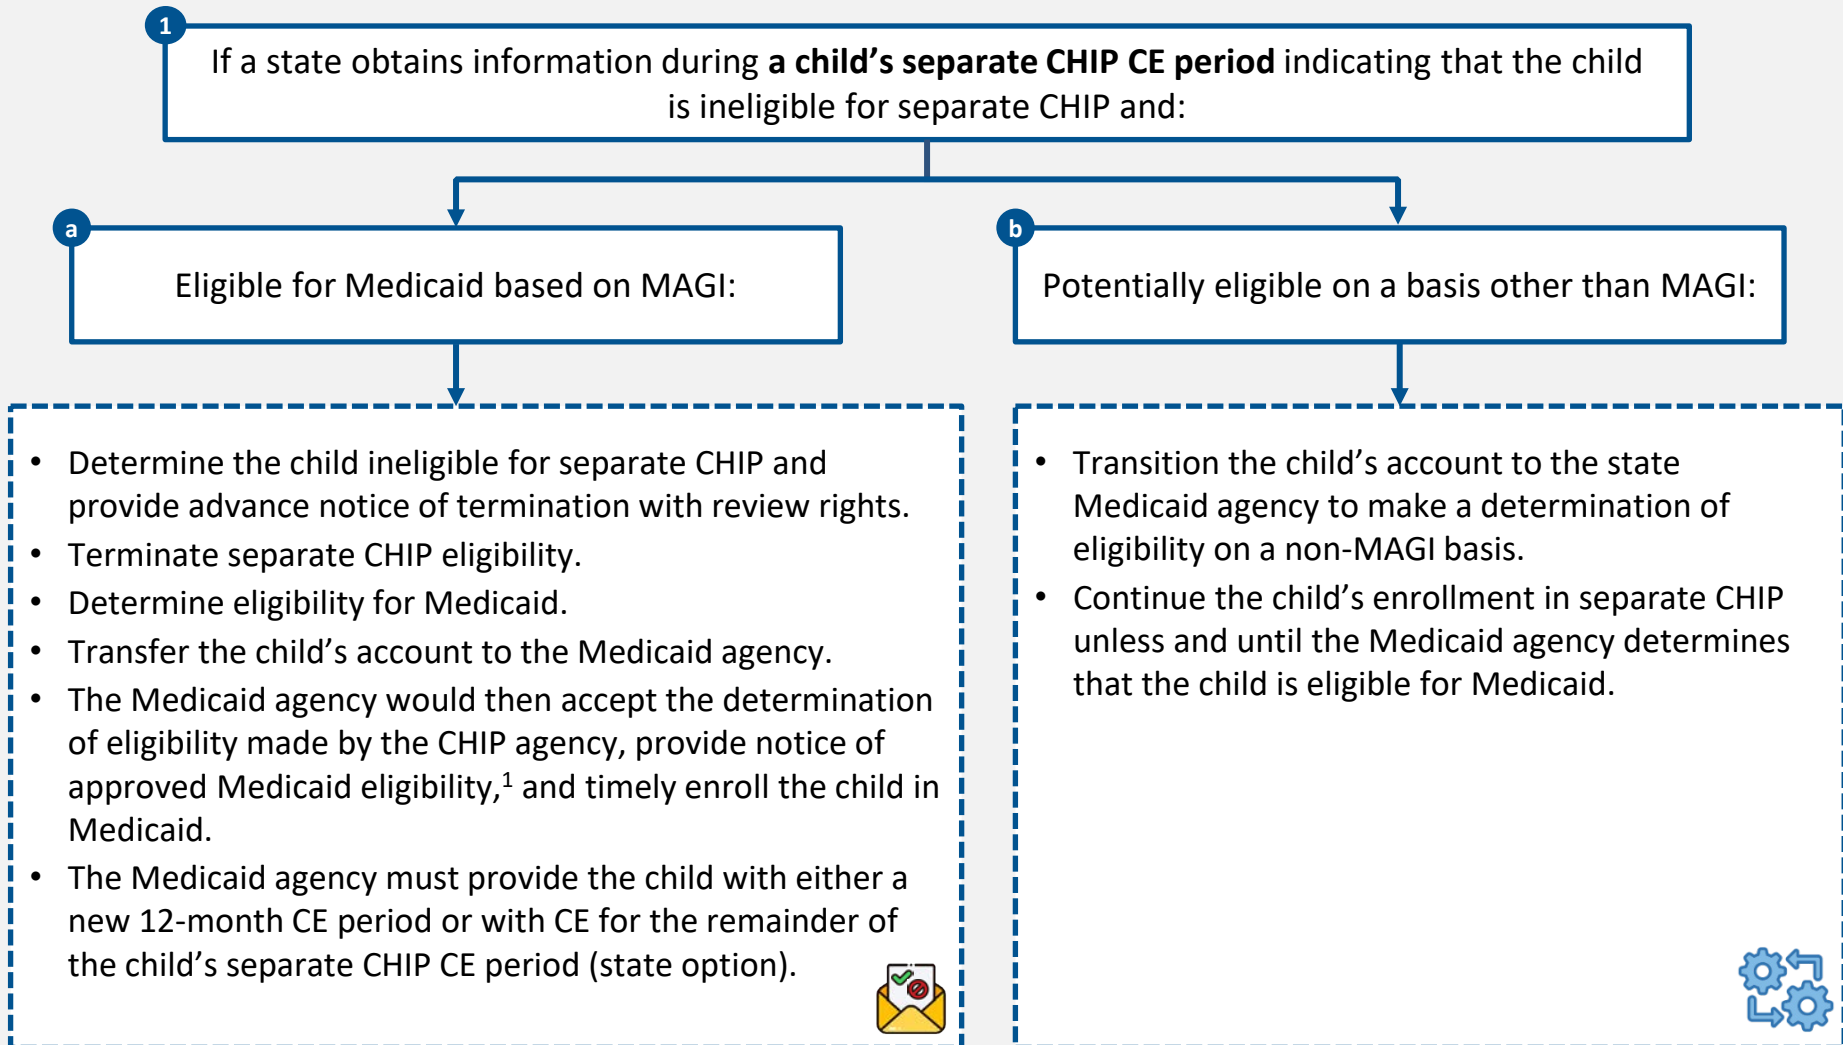 1
If a state obtains information during a child’s separate CHIP CE period indicating that the child
is ineligible for separate CHIP and:
a
Eligible for Medicaid based on MAGI:
b
Potentially eligible on a basis other than MAGI:
• Determine the child ineligible for separate CHIP and
provide advance notice of termination with review rights.
• Terminate separate CHIP eligibility.
• Determine eligibility for Medicaid.
• Transfer the child’s account to the Medicaid agency.
• The Medicaid agency would then accept the determination
of eligibility made by the CHIP agency, provide notice of
approved Medicaid eligibility,¹ and timely enroll the child in
Medicaid.
• The Medicaid agency must provide the child with either a
new 12-month CE period or with CE for the remainder of
the child’s separate CHIP CE period (state option).
• Transition the child’s account to the state
Medicaid agency to make a determination of
eligibility on a non-MAGI basis.
• Continue the child’s enrollment in separate CHIP
unless and until the Medicaid agency determines
that the child is eligible for Medicaid.